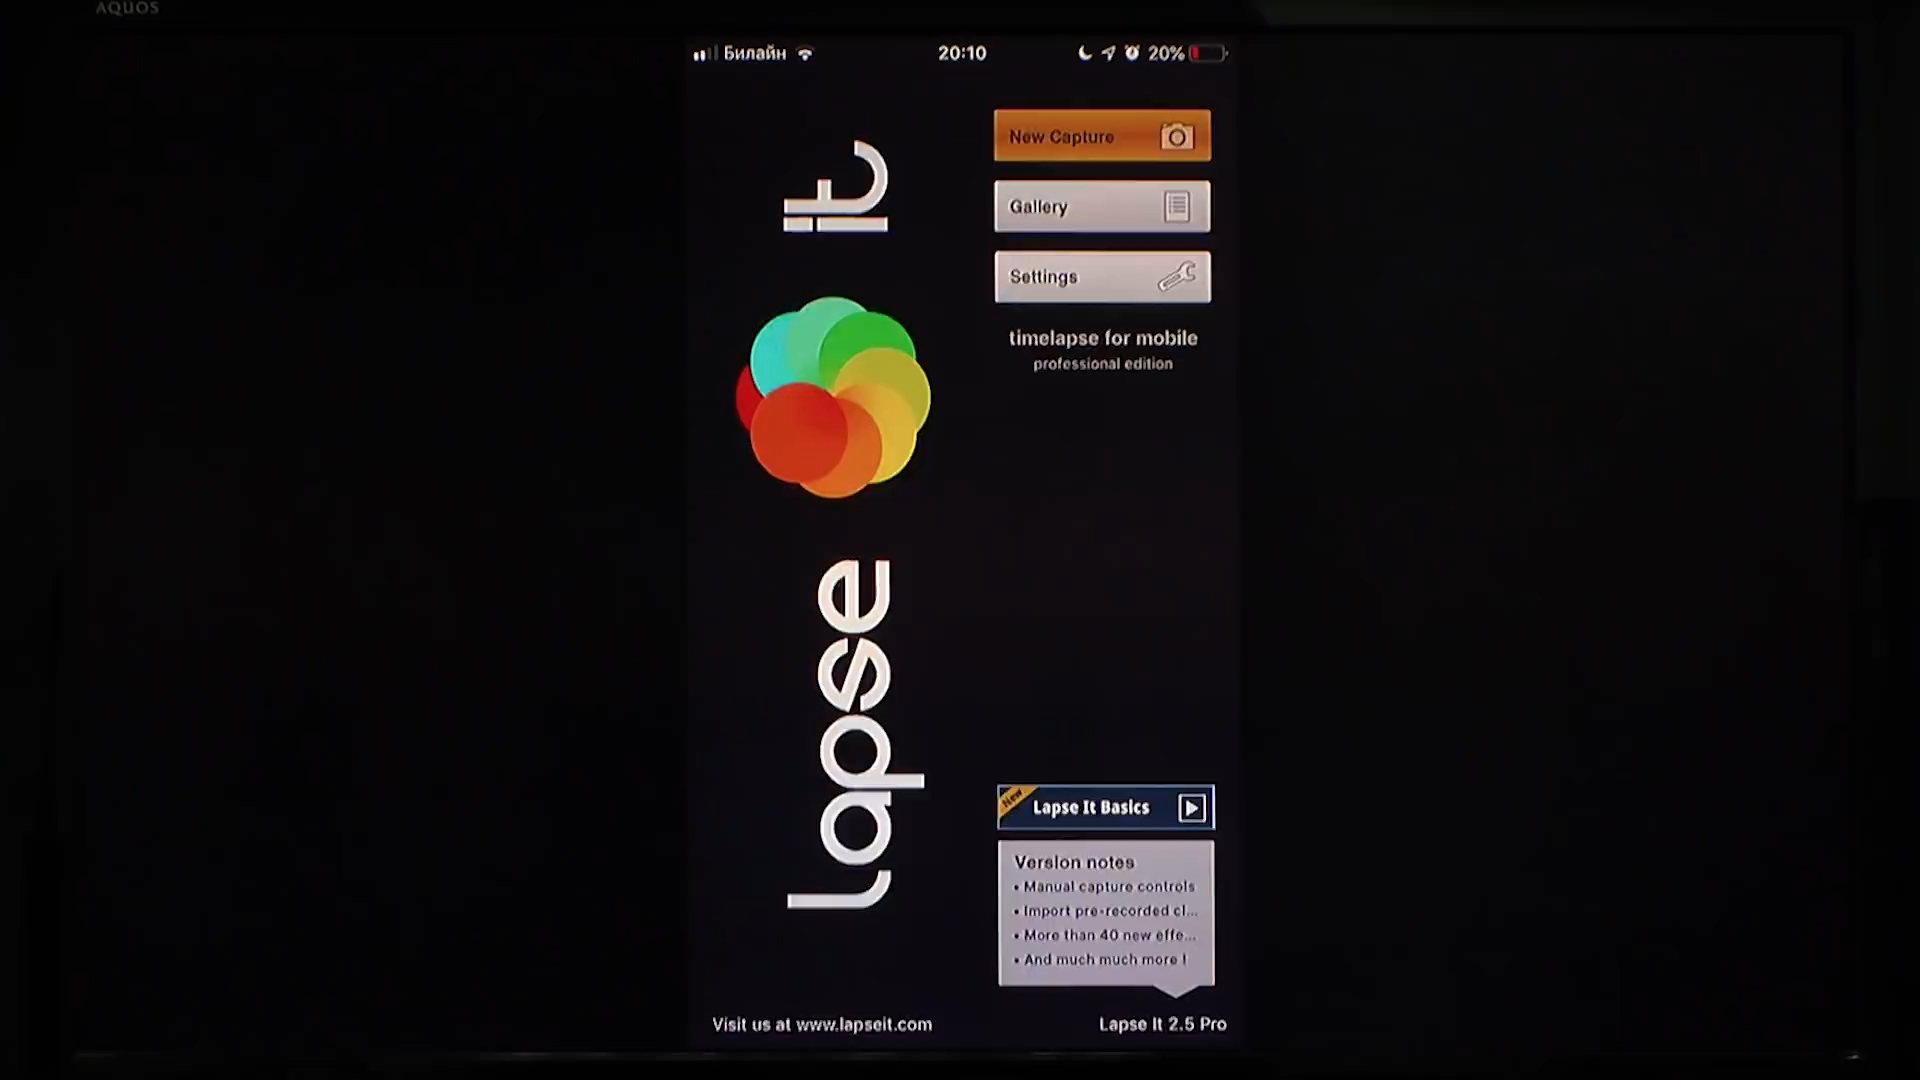 AQUOS
Билайн
20:10
20%
New Capture
Gallery
Settings
timelapse for mobile
professional edition
Lapse it
New
Lapse It Basics
Version notes
• Manual capture controls
• Import pre-recorded cl...
• More than 40 new effe...
• And much much more !
Visit us at www.lapseit.com
Lapse It 2.5 Pro